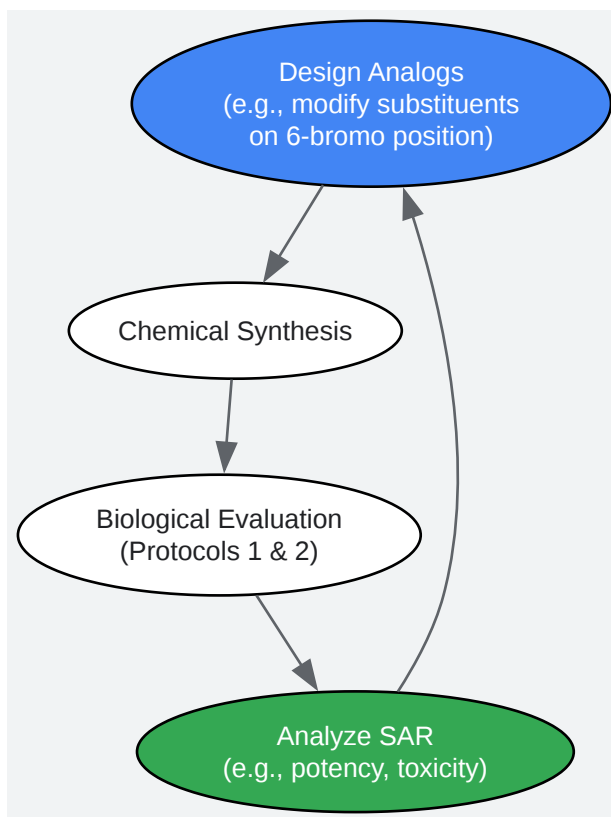 Design Analogs
(e.g., modify substituents
on 6-bromo position)
Chemical Synthesis
Biological Evaluation
(Protocols 1 & 2)
Analyze SAR
(e.g., potency, toxicity)